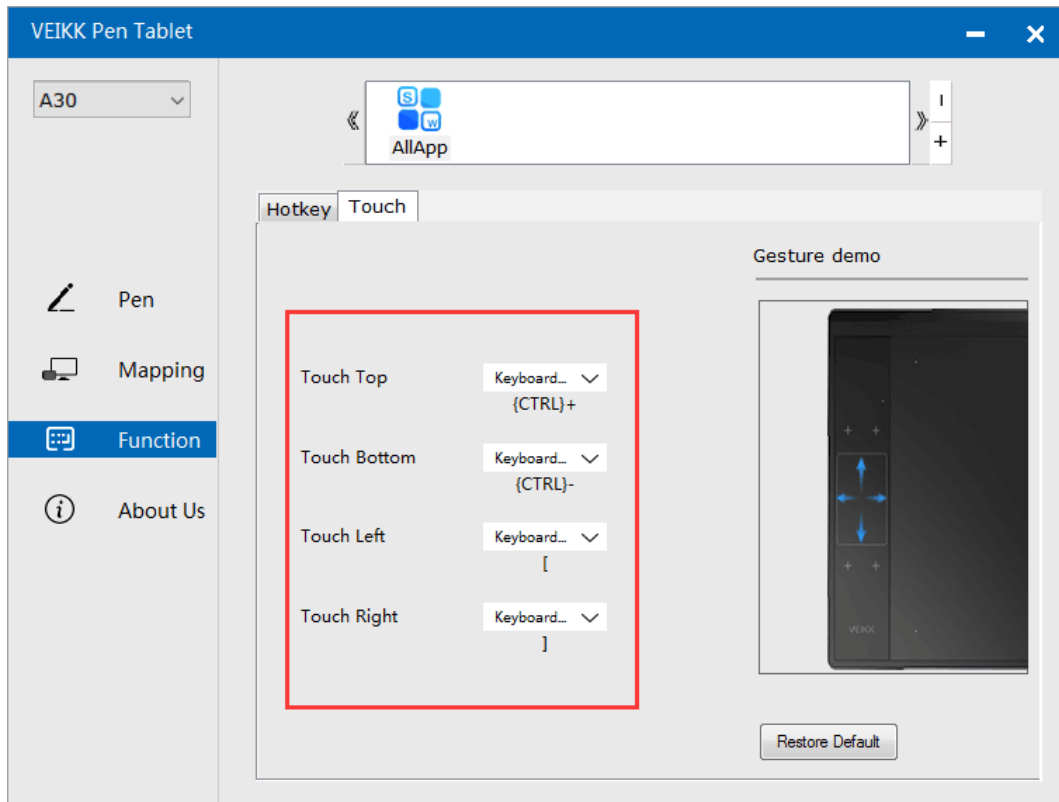 VEIKK Pen Tablet
A30
AllApp
Hotkey
Touch
Gesture demo
Pen
Mapping
Function
About Us
Touch Top
Keyboard...
{CTRL}+
Touch Bottom
Keyboard...
{CTRL}-
Touch Left
Keyboard...
[
Touch Right
Keyboard...
]
VEIKK
Restore Default